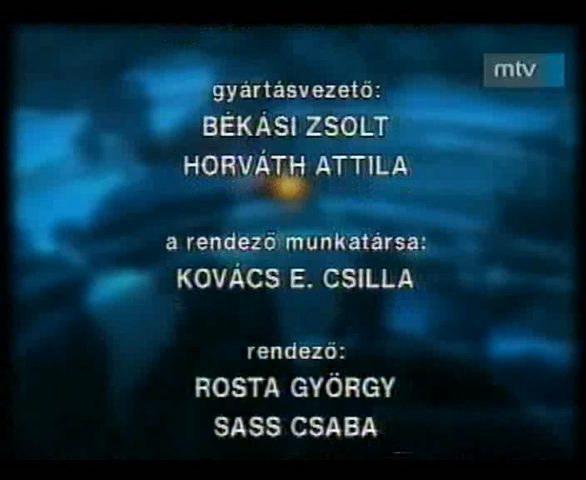 mtv
gyártásvezető:
BÉKÁSI ZSOLT
HORVÁTH ATTILA
a rendező munkatársa:
KOVÁCS E. CSILLA
rendező:
ROSTA GYÖRGY
SASS CSABA